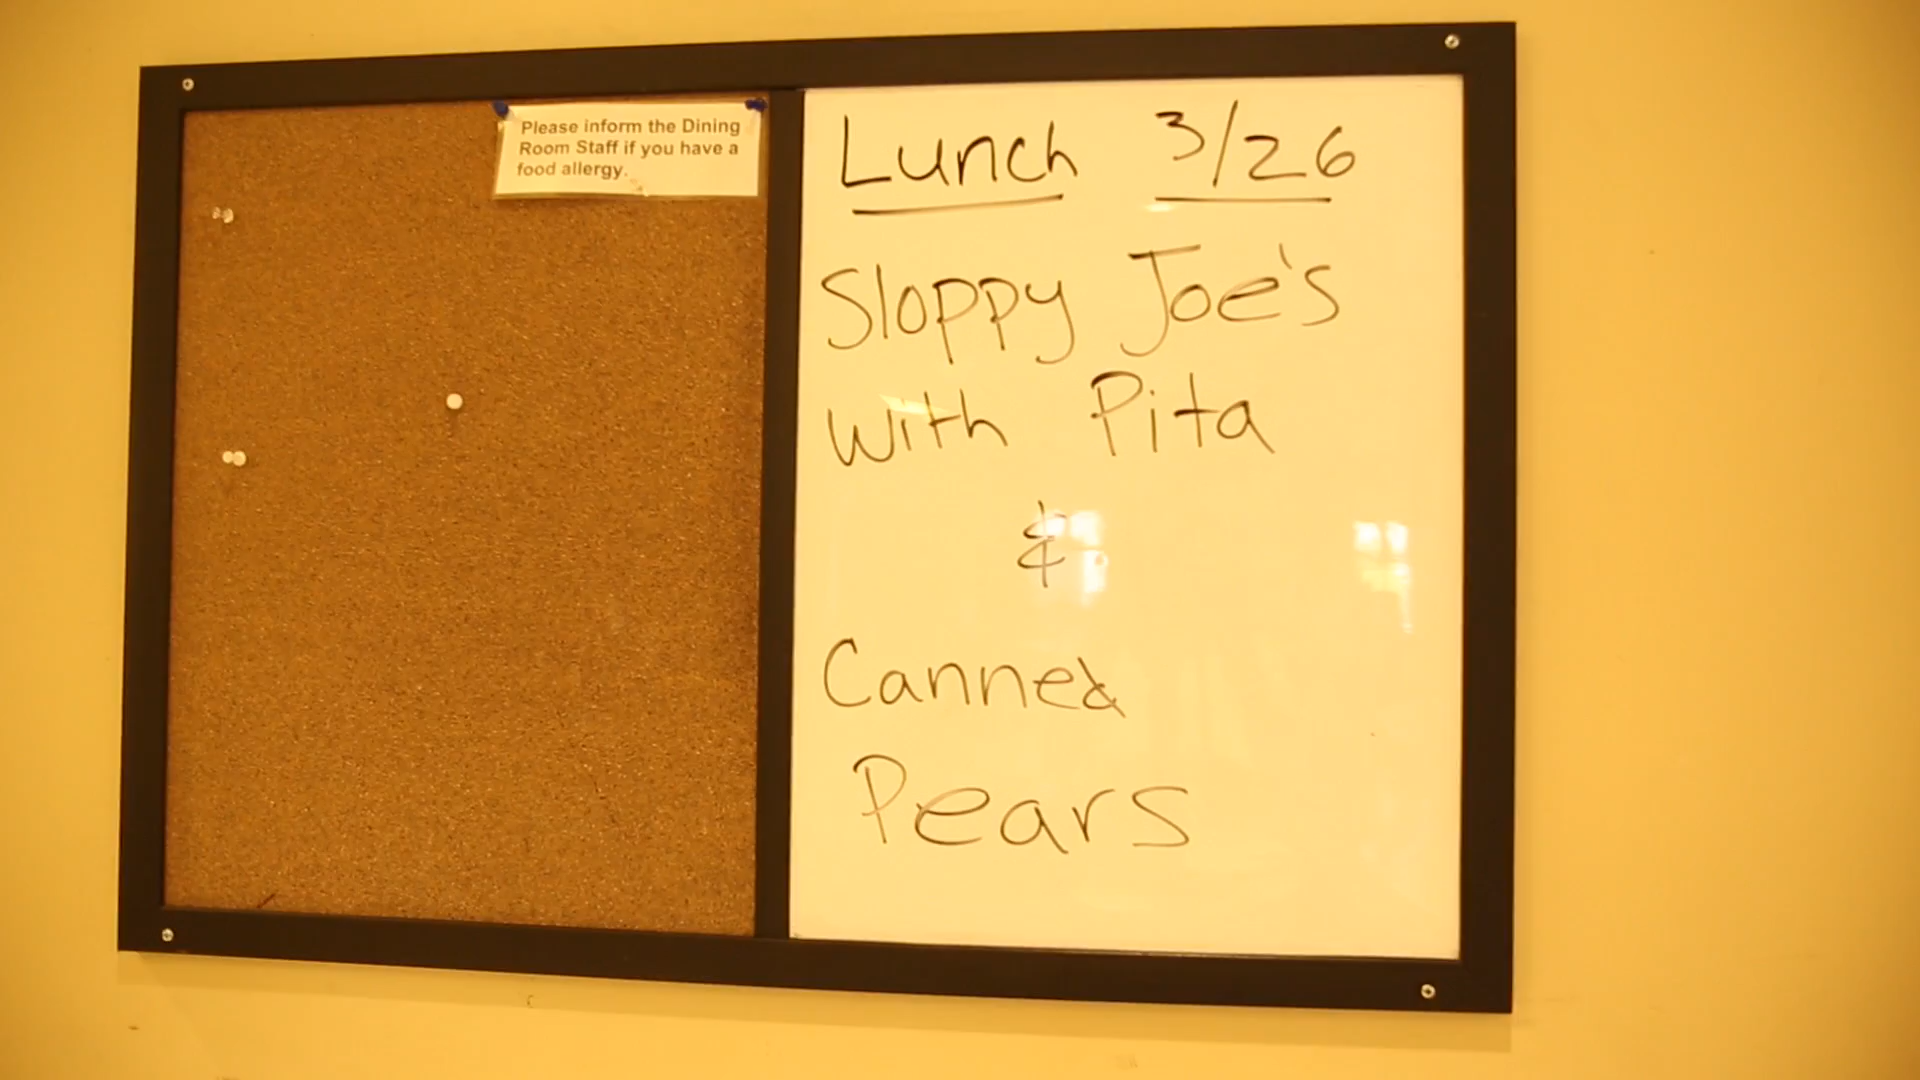 Please inform the Dining
Room Staff if you have a
food allergy.
Lunch 3/26
Sloppy Joe's
with Pita
&
Canned
Pears